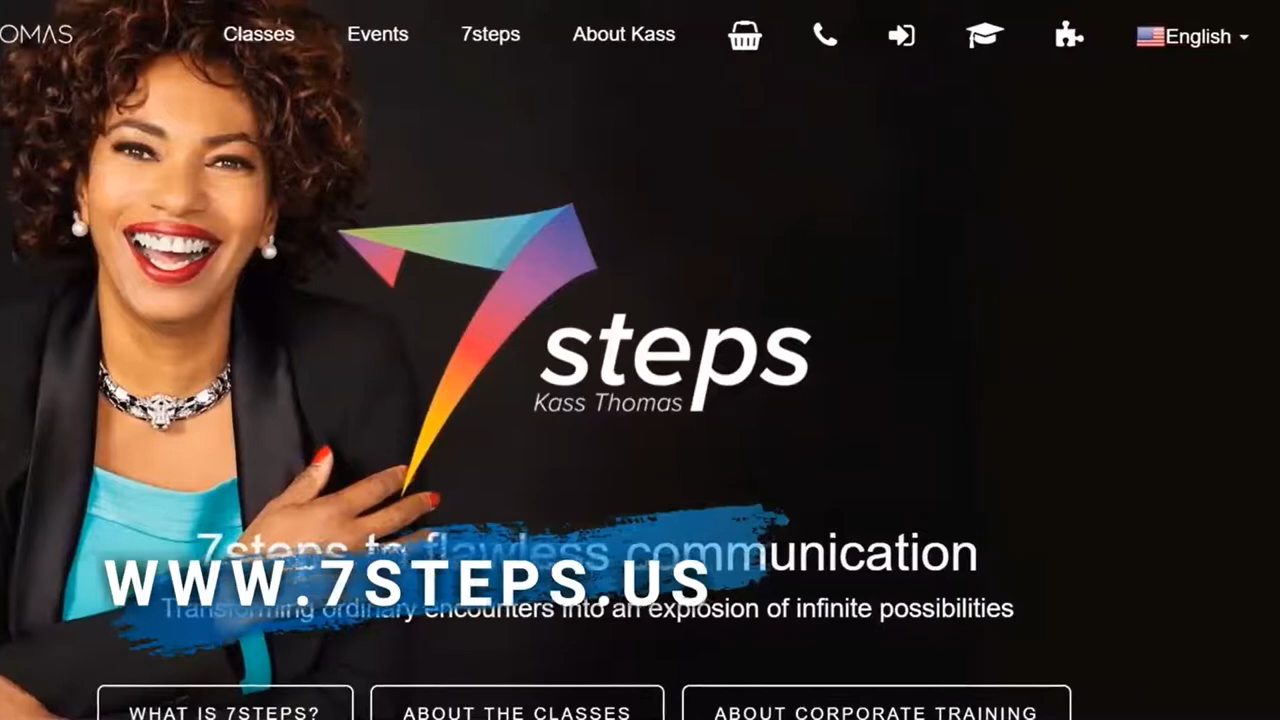 OMAS
Classes
Events
7steps
About Kass
English
7
steps
Kass Thomas
7steps to flawless communication
WWW.7STEPS.US
Transforming ordinary encounters into an explosion of infinite possibilities
WHAT IS 7STEPS?
ABOUT THE CLASSES
ABOUT CORPORATE TRAINING